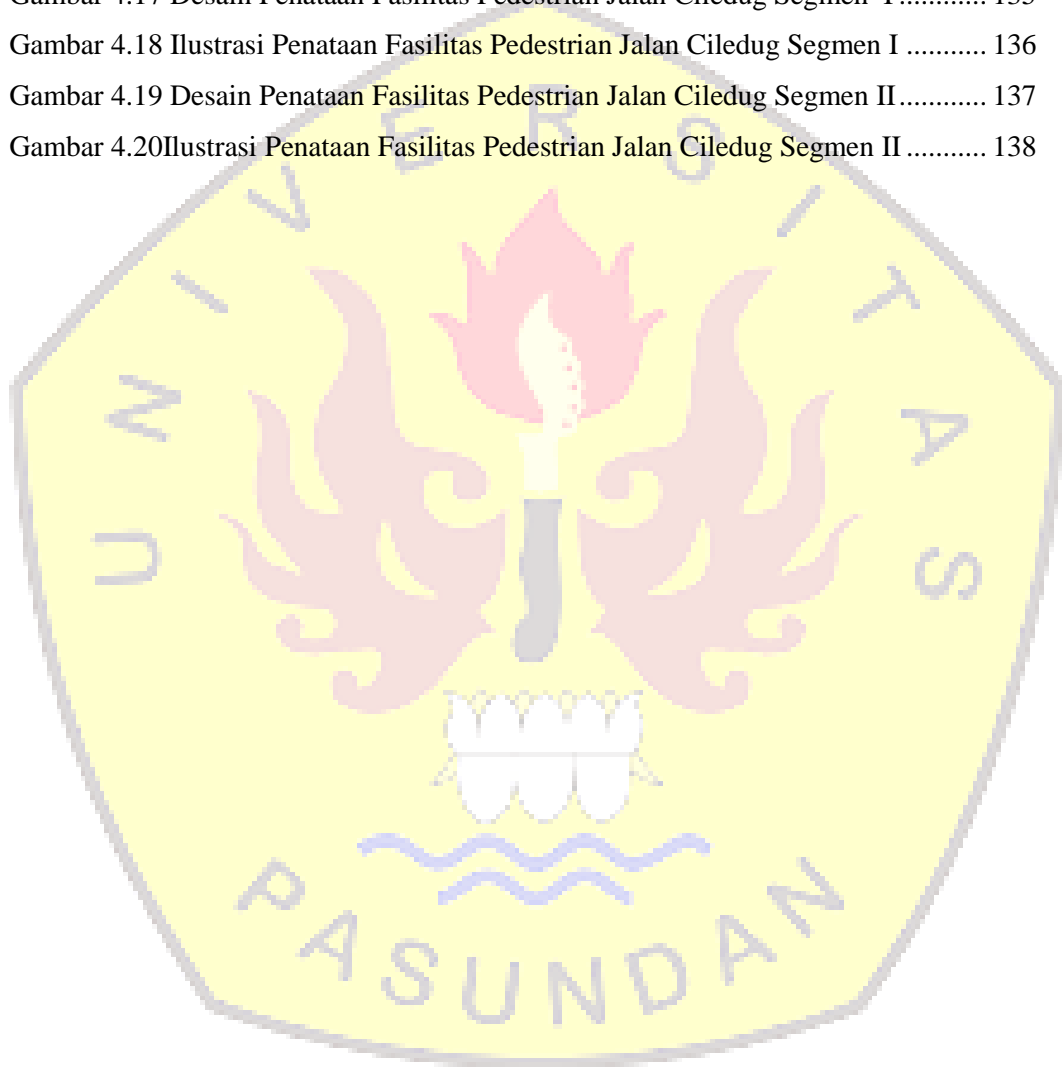 Gambar 4.17 Desain Penataan Fasilitas Pedestrian Jalan Ciledug Segmen I............ 135
Gambar 4.18 Ilustrasi Penataan Fasilitas Pedestrian Jalan Ciledug Segmen I ........... 136
Gambar 4.19 Desain Penataan Fasilitas Pedestrian Jalan Ciledug Segmen II............ 137
Gambar 4.20Ilustrasi Penataan Fasilitas Pedestrian Jalan Ciledug Segmen II ........... 138
UNIVERSITAS
PASUNDAN